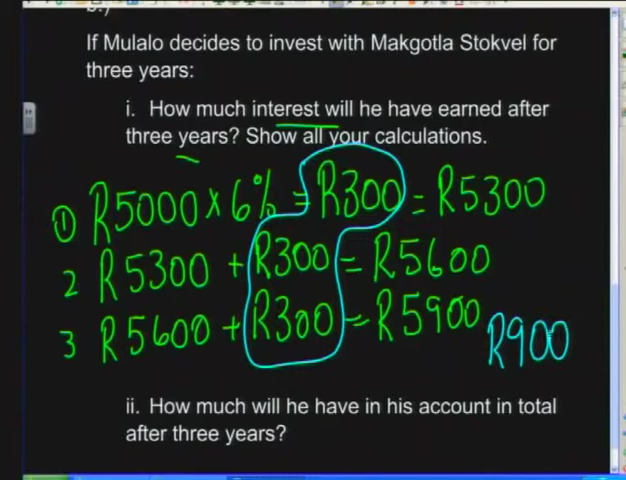 If Mulalo decides to invest with Makgotla Stokvel for
three years:
i. How much interest will he have earned after
three years? Show all your calculations.
① R5000 x 6% = R300 = R5300
2 R5300 + R300 = R5600
3 R5600 + R300 = R5900
R900
ii. How much will he have in his account in total
after three years?